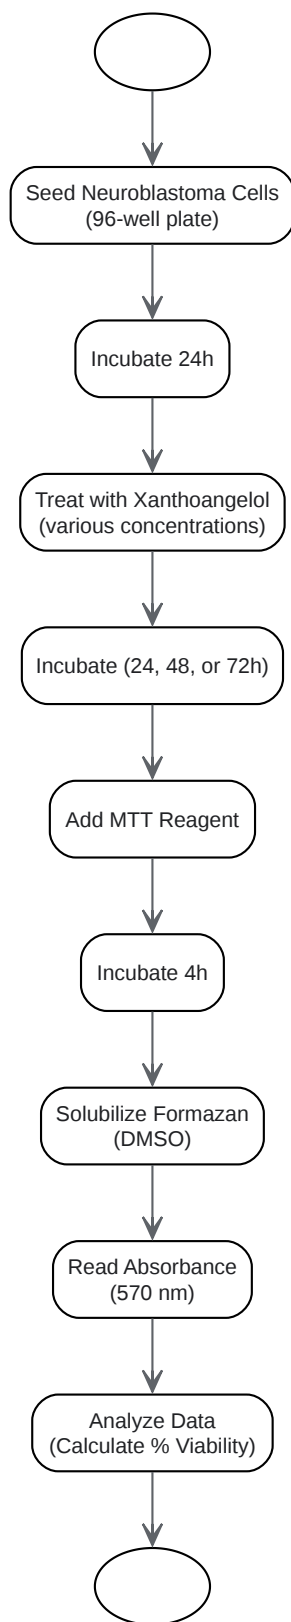 Seed Neuroblastoma Cells
(96-well plate)
Incubate 24h
Treat with Xanthoangelol
(various concentrations)
Incubate (24, 48, or 72h)
Add MTT Reagent
Incubate 4h
Solubilize Formazan
(DMSO)
Read Absorbance
(570 nm)
Analyze Data
(Calculate % Viability)